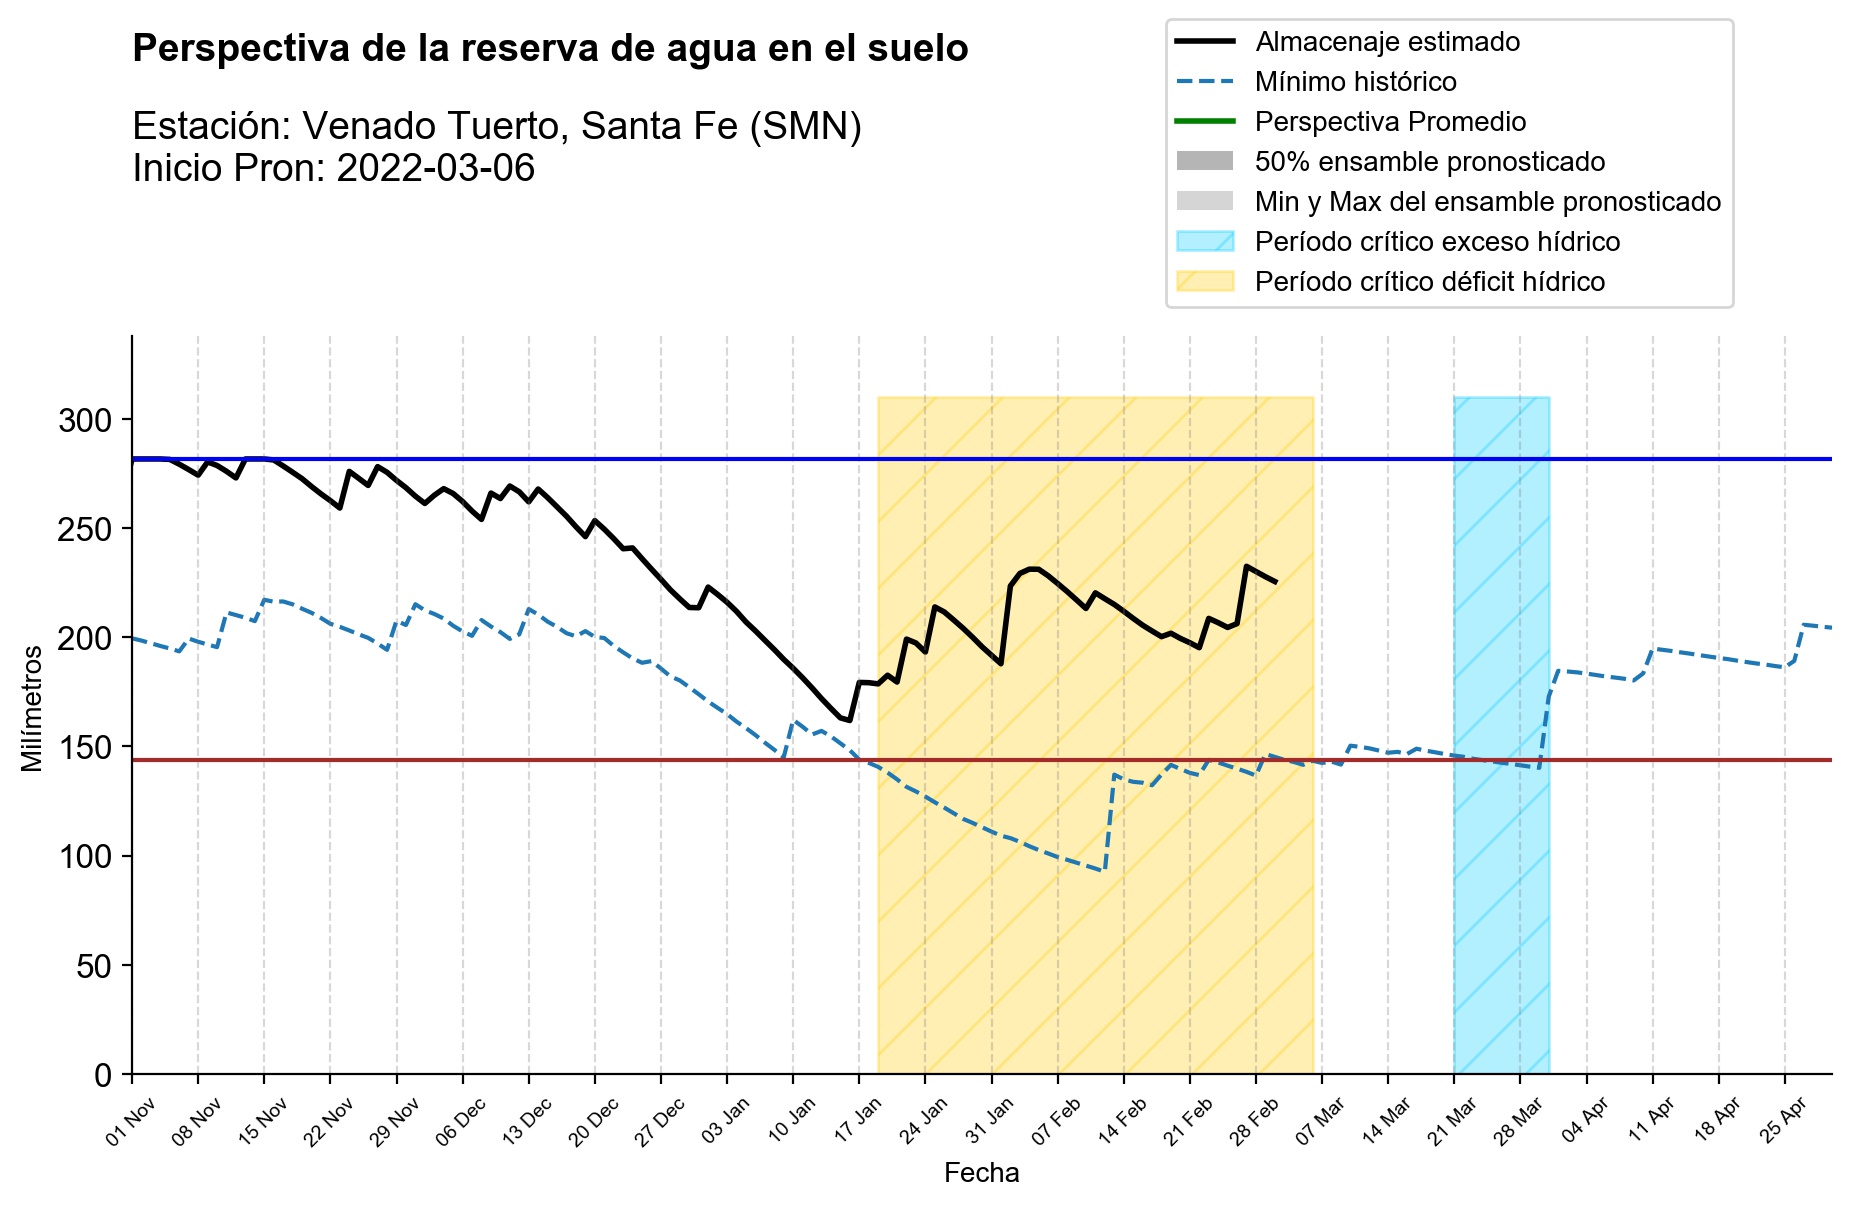 Perspectiva de la reserva de agua en el suelo
Estación: Venado Tuerto, Santa Fe (SMN)
Inicio Pron: 2022-03-06
Almacenaje estimado
Mínimo histórico
Perspectiva Promedio
50% ensamble pronosticado
Min y Max del ensamble pronosticado
Período crítico exceso hídrico
Período crítico déficit hídrico
300
250
200
150
100
50
0
Milímetros
01 Nov
08 Nov
15 Nov
22 Nov
29 Nov
06 Dec
13 Dec
20 Dec
27 Dec
03 Jan
10 Jan
17 Jan
24 Jan
31 Jan
07 Feb
14 Feb
21 Feb
28 Feb
07 Mar
14 Mar
21 Mar
28 Mar
04 Apr
11 Apr
18 Apr
25 Apr
Fecha